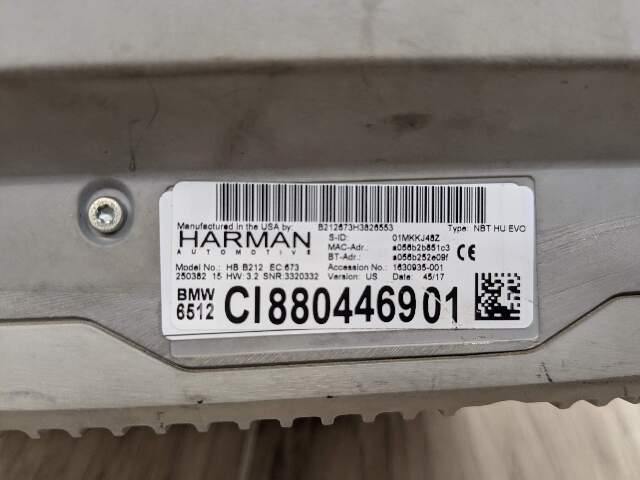 B212673H3826553
Manufactured in the USA by:
Type: NBT HU EVO
HARMAN
AUTOMOTIVE
S-ID: 01MKKJ48Z
MAC-Adr.: a056b2b851c3
BT-Adr.: a056b252e09f
CE
Model No.: HB B212 EC:673
Accession No.: 1630935-001
250382 15 HW: 3.2 SNR:3320332
Version: US Date: 45/17
BMW
6512
CI880446901